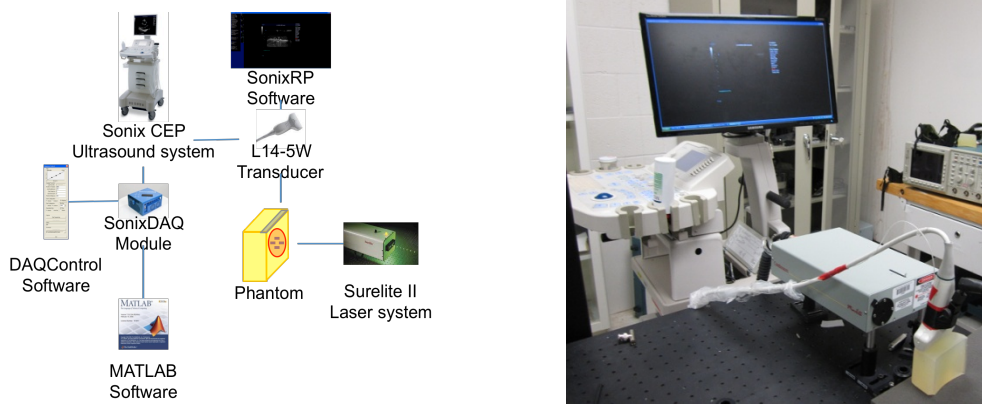 SonixRP
Software
Sonix CEP
Ultrasound system
L14-5W
Transducer
SonixDAQ
Module
DAQControl
Software
Phantom
Surelite II
Laser system
MATLAB
MATLAB
Software